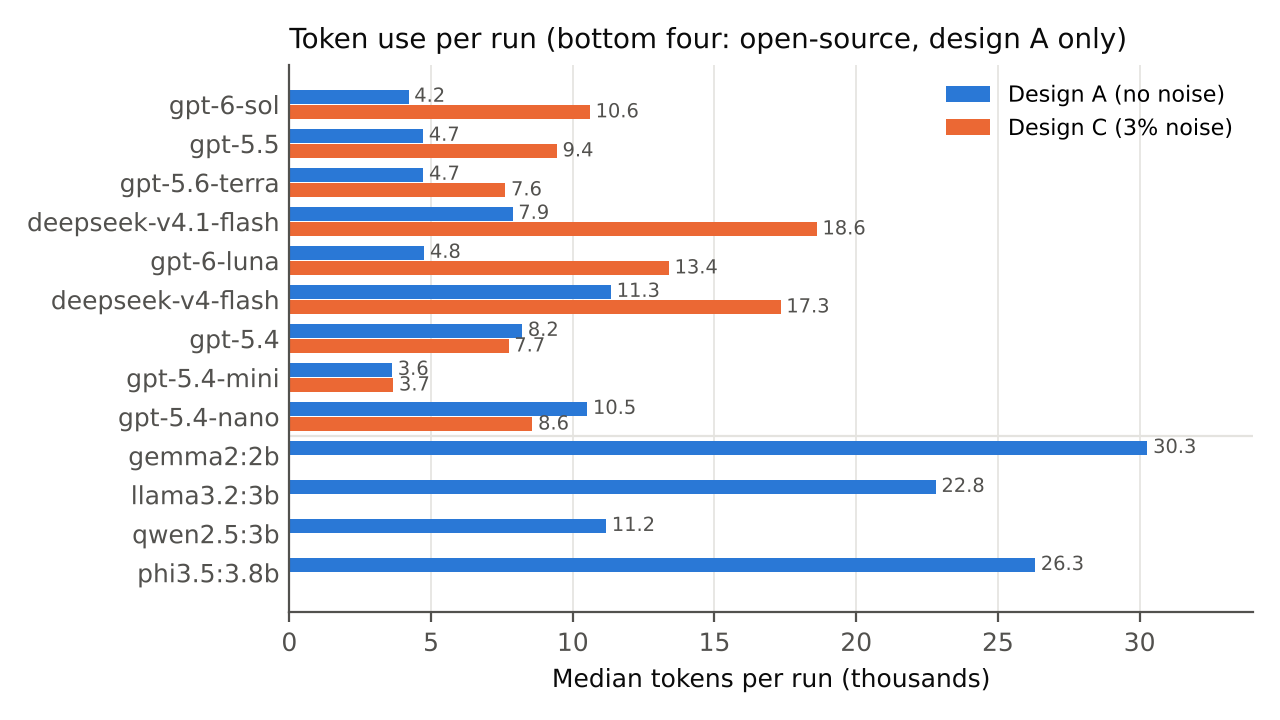 Token use per run (bottom four: open-source, design A only)
Design A (no noise)
Design C (3% noise)
gpt-6-sol 4.2 10.6
gpt-5.5 4.7 9.4
gpt-5.6-terra 4.7 7.6
deepseek-v4.1-flash 7.9 18.6
gpt-6-luna 4.8 13.4
deepseek-v4-flash 11.3 17.3
gpt-5.4 8.2 7.7
gpt-5.4-mini 3.6 3.7
gpt-5.4-nano 10.5 8.6
gemma2:2b 30.3
llama3.2:3b 22.8
qwen2.5:3b 11.2
phi3.5:3.8b 26.3
0 5 10 15 20 25 30
Median tokens per run (thousands)